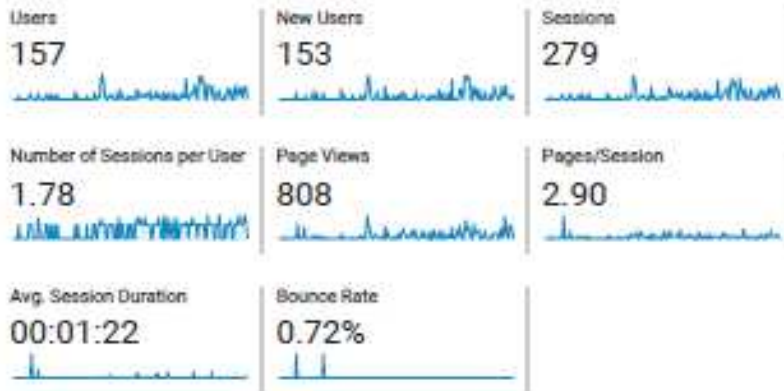 Users
157
New Users
153
Sessions
279
Number of Sessions per User
1.78
Page Views
808
Pages/Session
2.90
Avg. Session Duration
00:01:22
Bounce Rate
0.72%